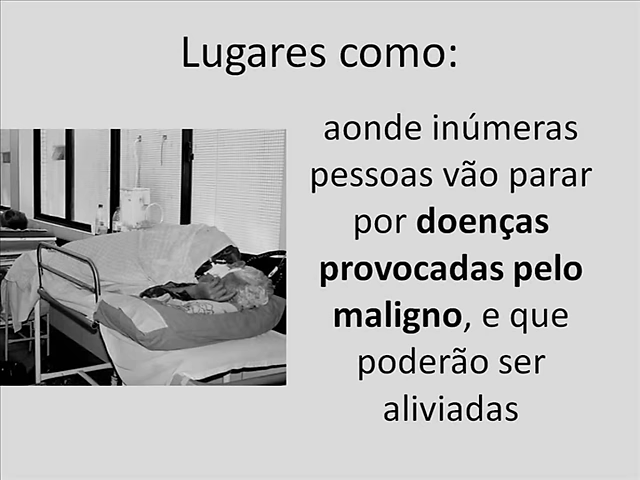 Lugares como:
aonde inúmeras
pessoas vão parar
por doenças
provocadas pelo
maligno, e que
poderão ser
aliviadas